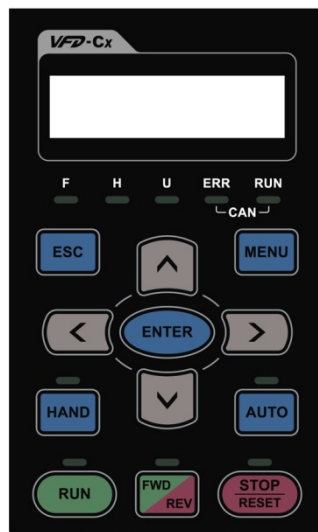 VFD-Cx
F H U ERR RUN
CAN
ESC MENU
ENTER
HAND AUTO
RUN FWD REV STOP RESET